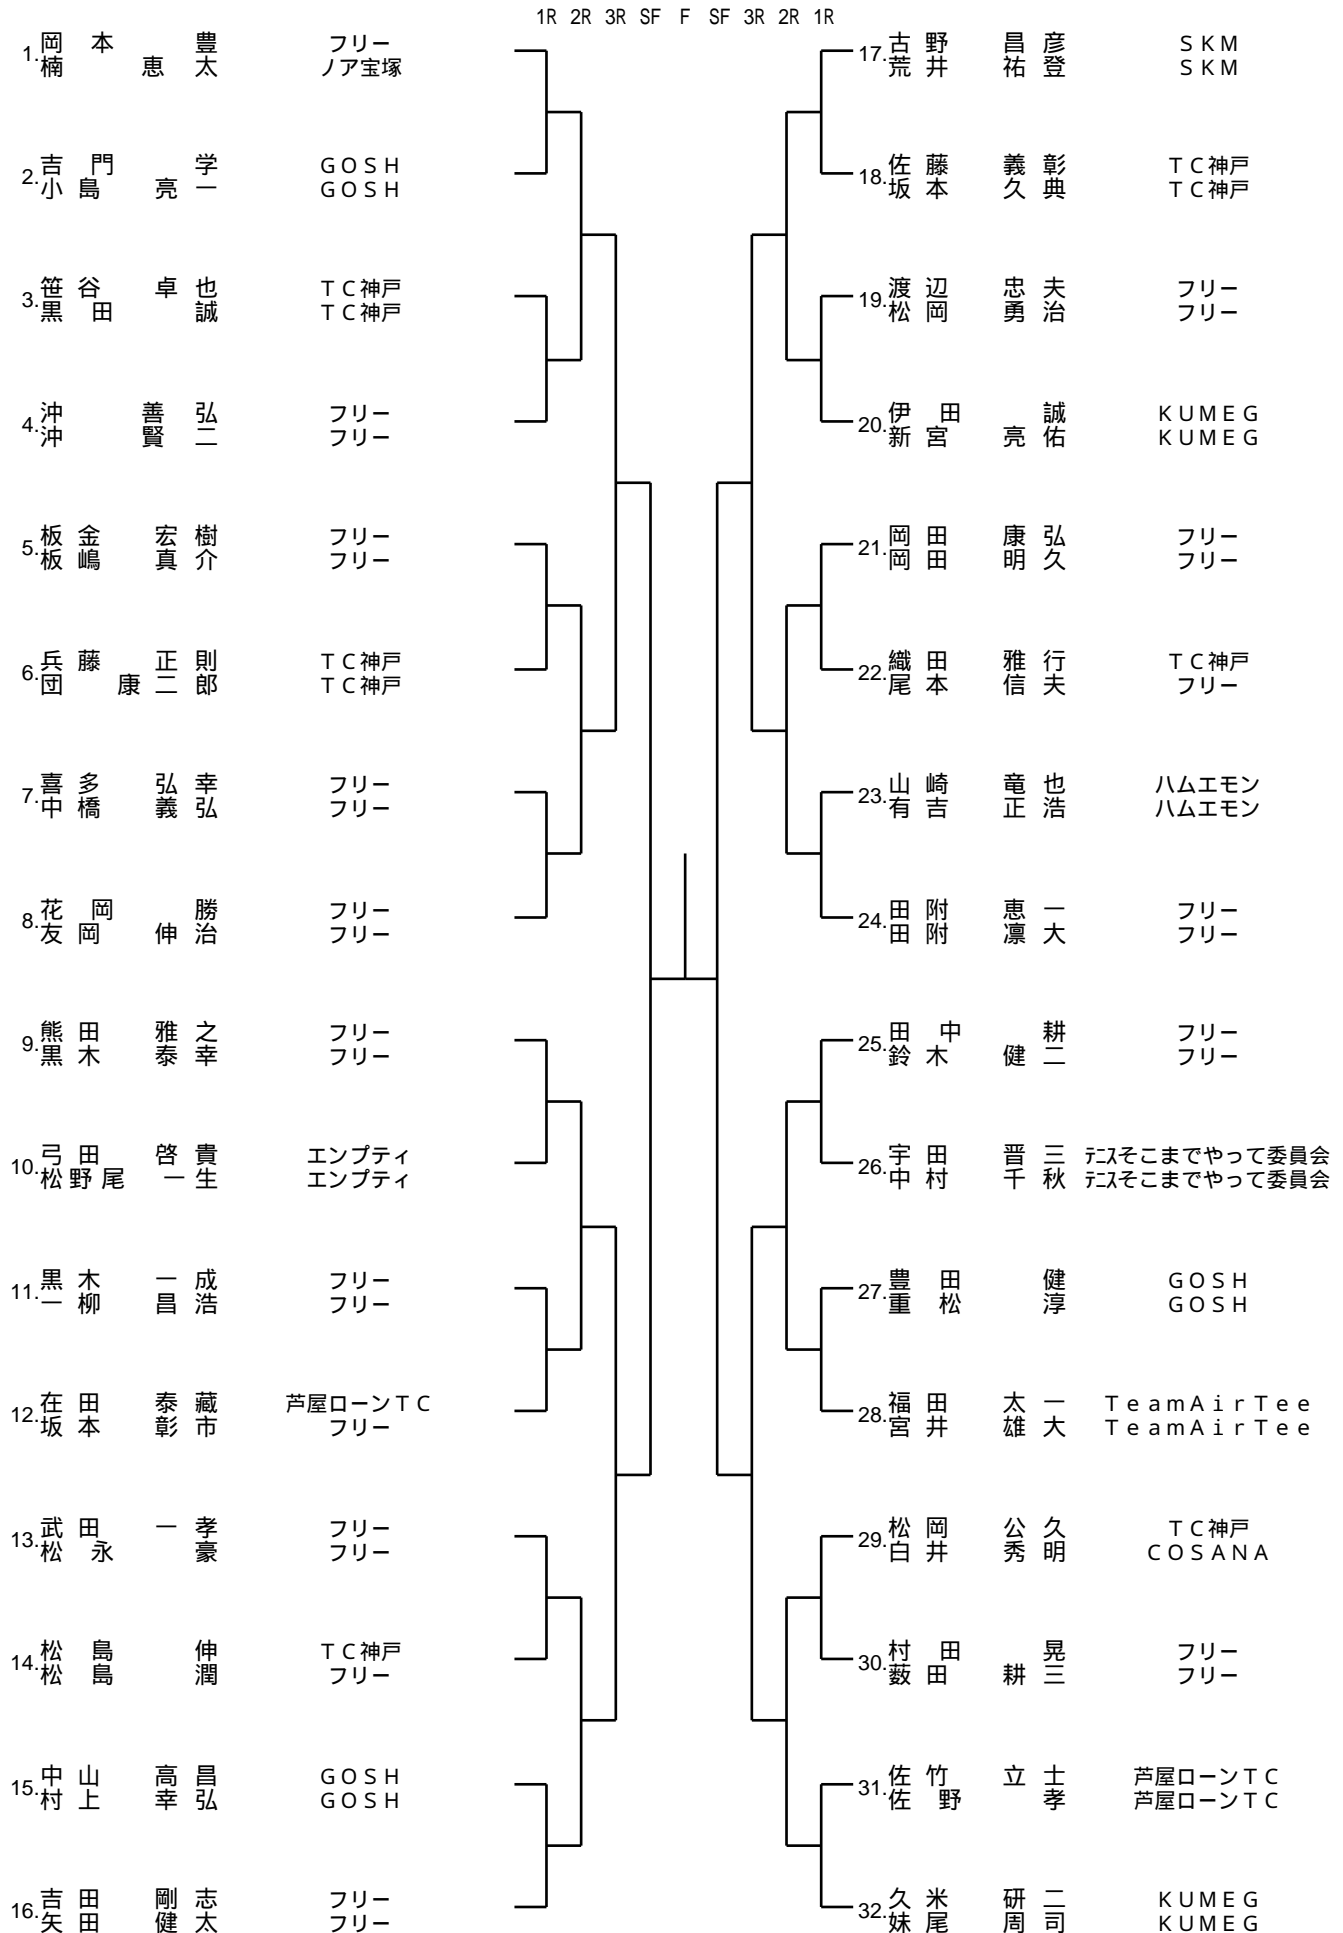 1R 2R 3R SF F SF 3R 2R 1R
1. 岡本 豊 フリー
楠 恵太 ノア宝塚
2. 吉門 学 GOSH
小島 亮一 GOSH
3. 笹谷 卓也 TC神戸
黒田 誠 TC神戸
4. 沖 善弘 フリー
沖 賢二 フリー
5. 板金 宏樹 フリー
板嶋 真介 フリー
6. 兵藤 正則 TC神戸
団 康二郎 TC神戸
7. 喜多 弘幸 フリー
中橋 義弘 フリー
8. 花岡 勝 フリー
友岡 伸治 フリー
9. 熊田 雅之 フリー
黒木 泰幸 フリー
10. 弓田 啓貴 エンプティ
松野尾 一生 エンプティ
11. 黒木 一成 フリー
一柳 昌浩 フリー
12. 在田 泰藏 芦屋ローンTC
坂本 彰市 フリー
13. 武田 一孝 フリー
松永 豪 フリー
14. 松島 伸 TC神戸
松島 潤 フリー
15. 中山 高昌 GOSH
村上 幸弘 GOSH
16. 吉田 剛志 フリー
矢田 健太 フリー
17. 古野 昌彦 SKM
荒井 祐登 SKM
18. 佐藤 義彰 TC神戸
坂本 久典 TC神戸
19. 渡辺 忠夫 フリー
松岡 勇治 フリー
20. 伊田 誠 KUMEG
新宮 亮佑 KUMEG
21. 岡田 康弘 フリー
岡田 明久 フリー
22. 織田 雅行 TC神戸
尾本 信夫 フリー
23. 山崎 竜也 ハムエモン
有吉 正浩 ハムエモン
24. 田附 恵一 フリー
田附 凛大 フリー
25. 田中 耕 フリー
鈴木 健二 フリー
26. 宇田 晋三 ﾃﾆｽそこまでやって委員会
中村 千秋 ﾃﾆｽそこまでやって委員会
27. 豊田 健 GOSH
重松 淳 GOSH
28. 福田 太一 TeamAirTee
宮井 雄大 TeamAirTee
29. 松岡 公久 TC神戸
白井 秀明 COSANA
30. 村田 晃 フリー
薮田 耕三 フリー
31. 佐竹 立士 芦屋ローンTC
佐野 孝 芦屋ローンTC
32. 久米 研二 KUMEG
妹尾 周司 KUMEG